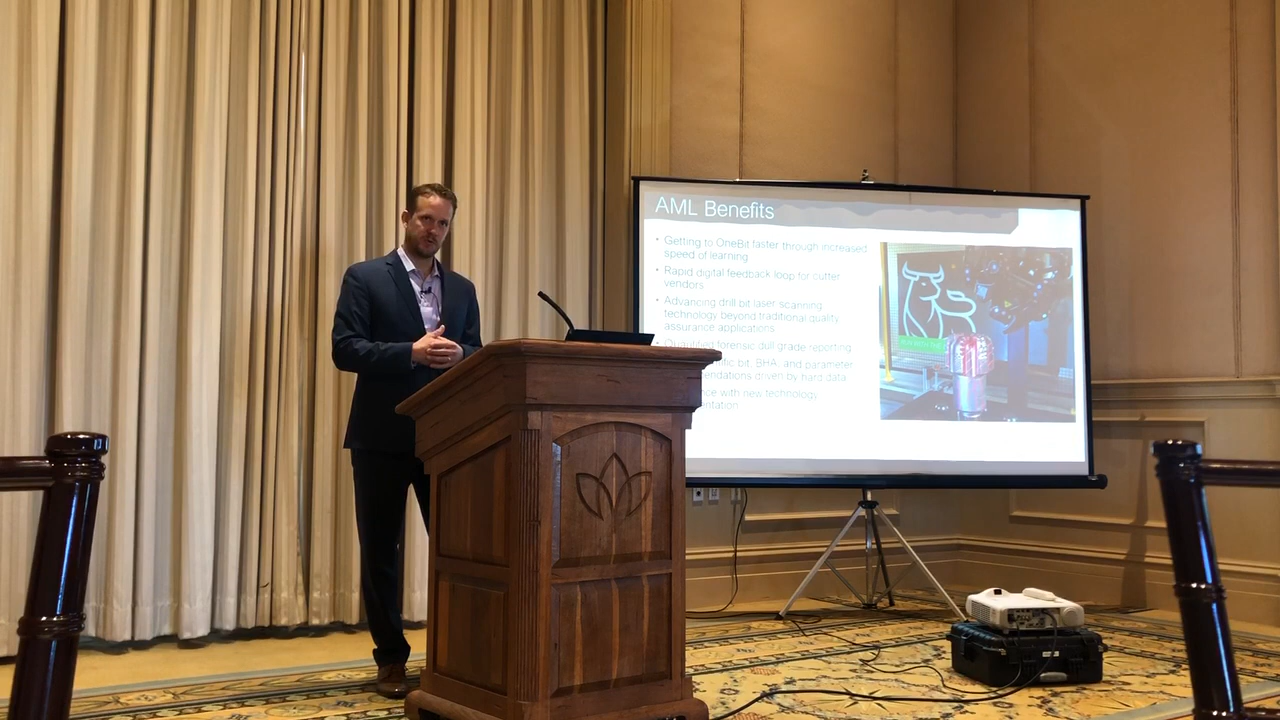 AML Benefits
• Getting to OneBit faster through increased
speed of learning
• Rapid digital feedback loop for cutter
vendors
• Advancing drill bit laser scanning
technology beyond traditional quality
assurance applications
• Quantified forensic dull grade reporting
bit, BHA, and parameter
driven by hard data
with new technology